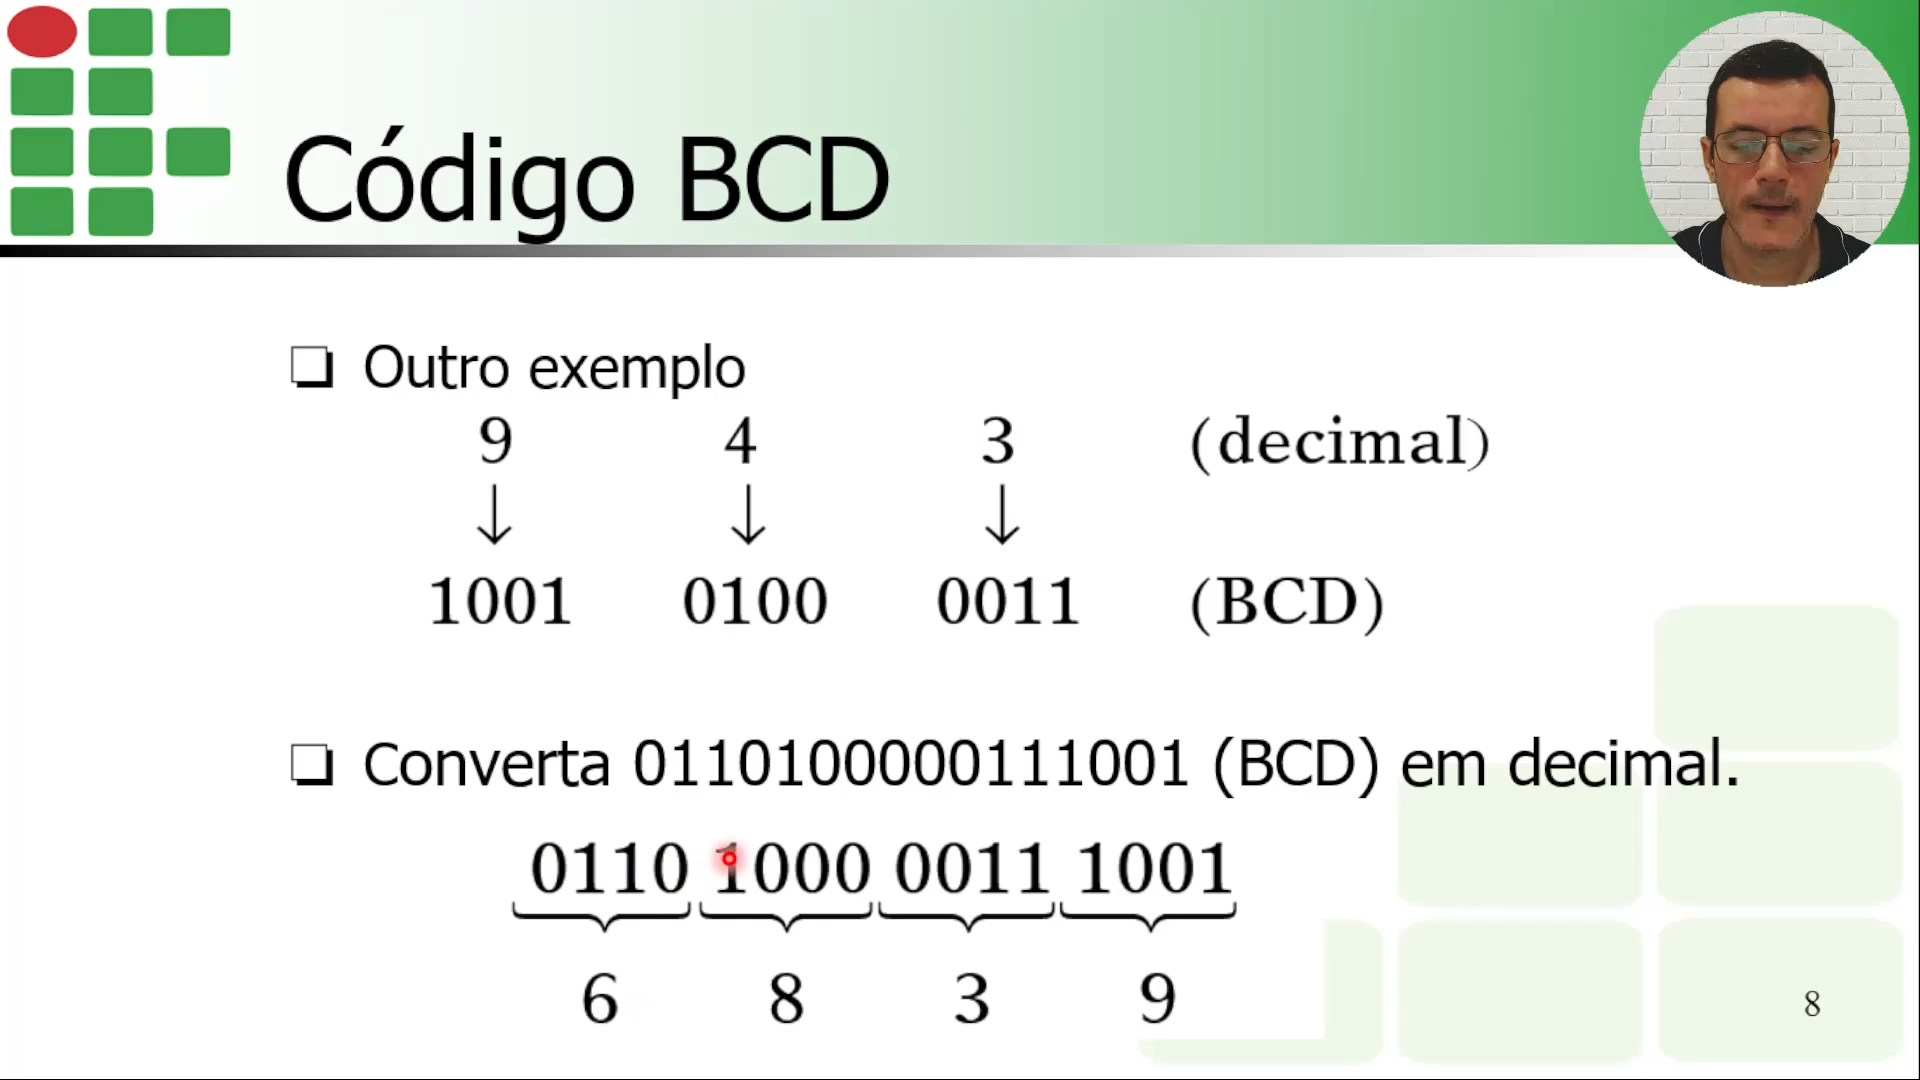 Código BCD
Outro exemplo
9 4 3 (decimal)
↓ ↓ ↓
1001 0100 0011 (BCD)
Converta 0110100000111001 (BCD) em decimal.
0110 1000 0011 1001
6 8 3 9
8